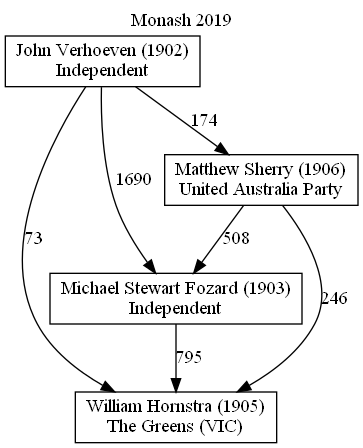 Monash 2019
John Verhoeven (1902)
Independent
174
Matthew Sherry (1906)
United Australia Party
1690
73
508
246
Michael Stewart Fozard (1903)
Independent
795
William Hornstra (1905)
The Greens (VIC)